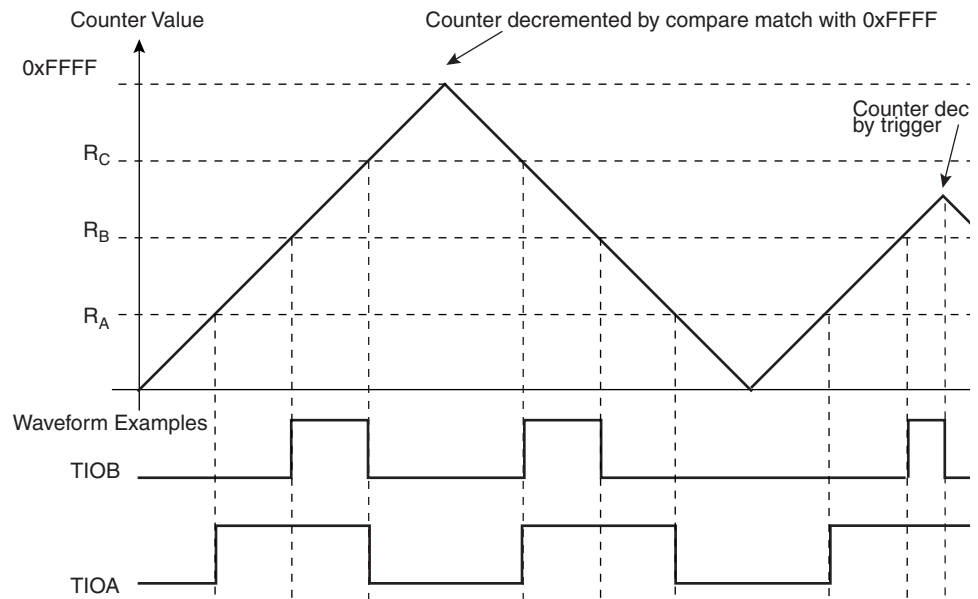 Counter Value
Counter decremented by compare match with 0xFFFF
0xFFFF
Counter dec
by trigger
RC
RB
RA
Waveform Examples
TIOB
TIOA